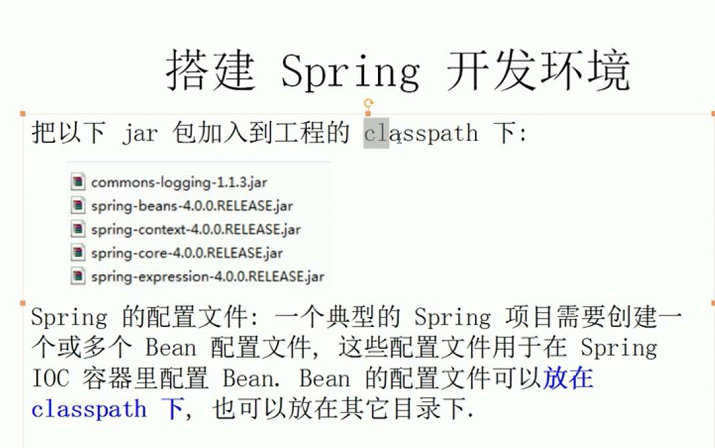 搭建 Spring 开发环境
把以下 jar 包加入到工程的 classpath 下:
commons-logging-1.1.3.jar
spring-beans-4.0.0.RELEASE.jar
spring-context-4.0.0.RELEASE.jar
spring-core-4.0.0.RELEASE.jar
spring-expression-4.0.0.RELEASE.jar
Spring 的配置文件: 一个典型的 Spring 项目需要创建一
个或多个 Bean 配置文件, 这些配置文件用于在 Spring
IOC 容器里配置 Bean. Bean 的配置文件可以放在
classpath 下, 也可以放在其它目录下.